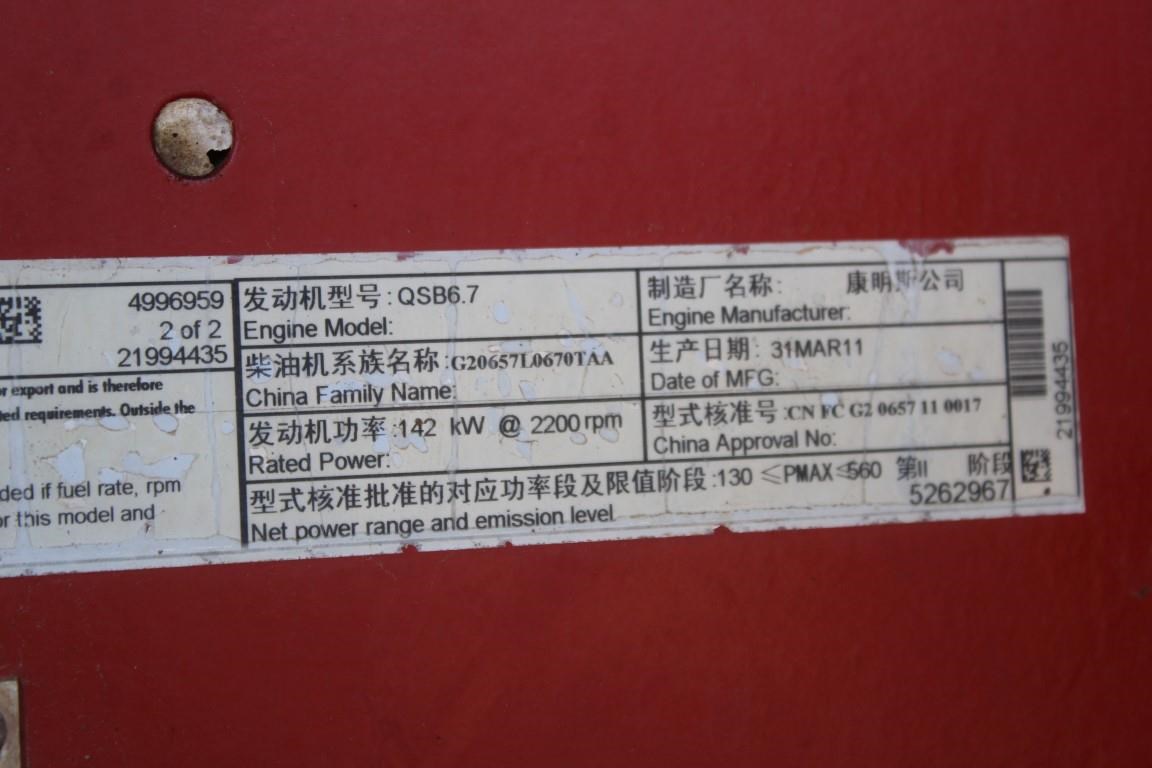 4996959
2 of 2
21994435
or export and is therefore
ted requirements. Outside the
ded if fuel rate, rpm
or this model and
发动机型号:QSB6.7
Engine Model:
柴油机系族名称:G20657L0670TAA
China Family Name:
发动机功率:142 kW @ 2200 rpm
Rated Power:
制造厂名称: 康明斯公司
Engine Manufacturer:
生产日期: 31MAR11
Date of MFG:
型式核准号:CN FC G2 0657 11 0017
China Approval No:
型式核准批准的对应功率段及限值阶段:130 ≤PMAX≤560 第II 阶段
Net power range and emission level
5262967
21994435